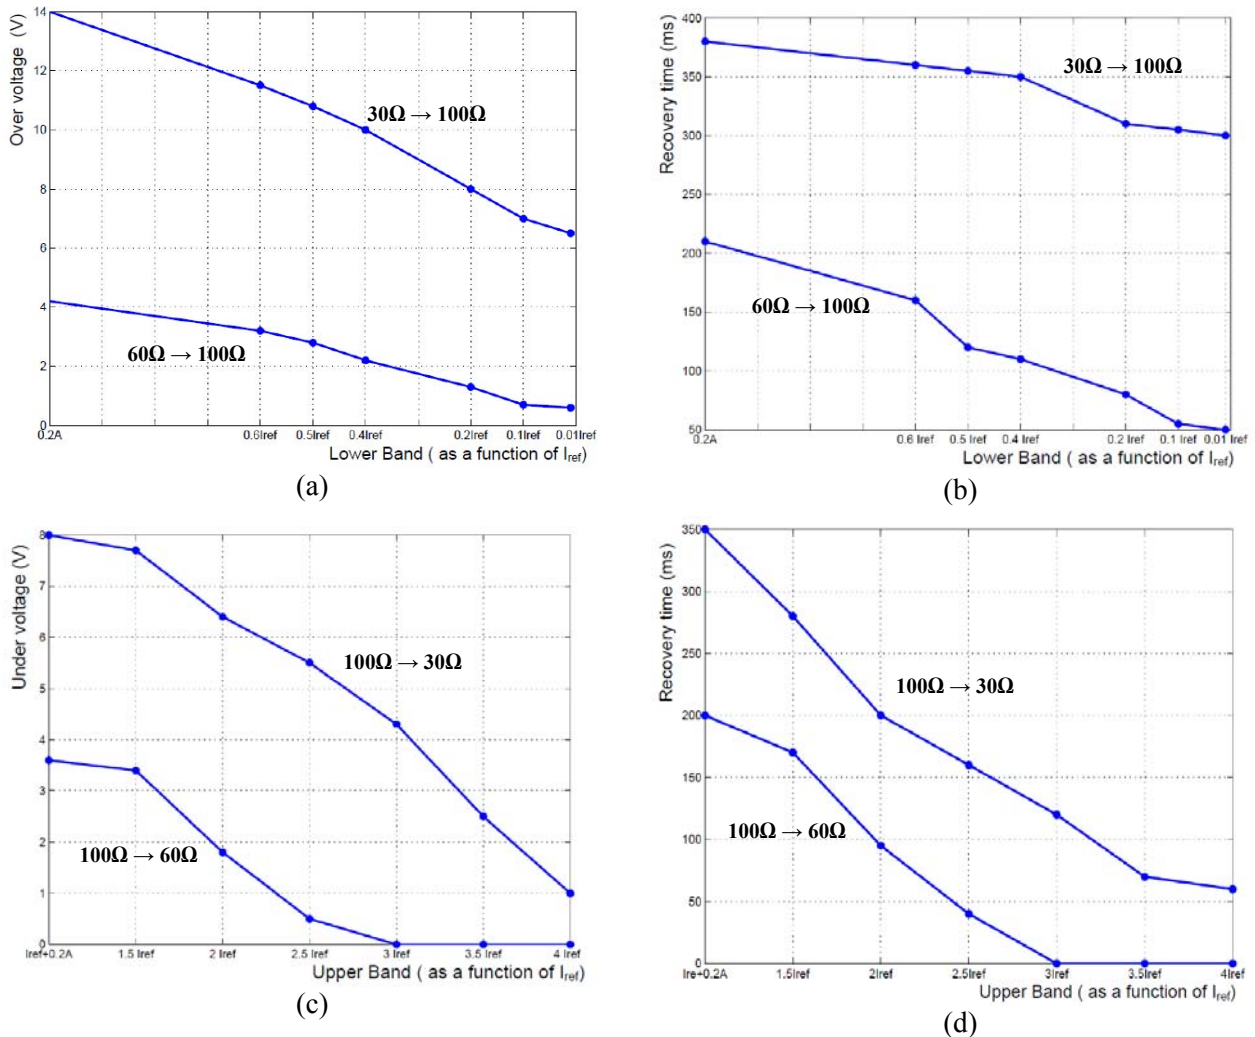 Over voltage (V)
14
12
10
8
6
4
2
0
30Ω → 100Ω
60Ω → 100Ω
0.2A
0.6Iref
0.5Iref
0.4Iref
0.2Iref
0.1Iref
0.01Iref
Lower Band ( as a function of Iref)
(a)
Recovery time (ms)
400
350
300
250
200
150
100
50
30Ω → 100Ω
60Ω → 100Ω
0.2A
0.6 Iref
0.5 Iref
0.4 Iref
0.2 Iref
0.1 Iref
0.01 Iref
Lower Band ( as a function of Iref)
(b)
Under voltage (V)
8
7
6
5
4
3
2
1
0
100Ω → 30Ω
100Ω → 60Ω
Iref+0.2A
1.5 Iref
2 Iref
2.5 Iref
3 Iref
3.5 Iref
4 Iref
Upper Band ( as a function of Iref)
(c)
Recovery time (ms)
350
300
250
200
150
100
50
0
100Ω → 30Ω
100Ω → 60Ω
Ire+0.2A
1.5Iref
2Iref
2.5Iref
3Iref
3.5Iref
4Iref
Upper Band ( as a function of Iref)
(d)